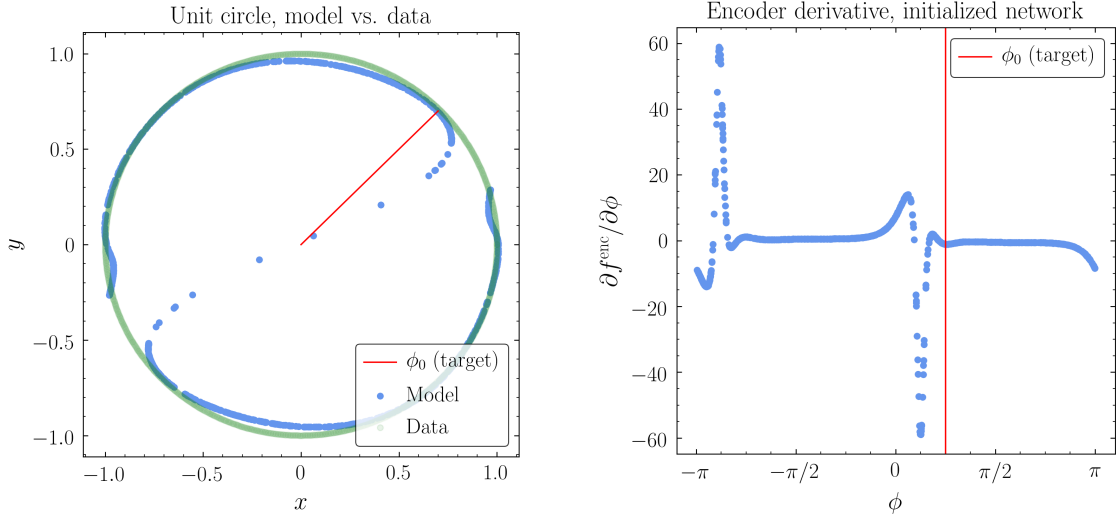 Unit circle, model vs. data
1.0
0.5
0
−0.5
−1.0
y
−1.0
−0.5
0
0.5
1.0
x
ϕ₀ (target)
Model
Data
Encoder derivative, initialized network
60
40
20
0
−20
−40
−60
∂f^enc/∂ϕ
−π
−π/2
0
π/2
π
ϕ
ϕ₀ (target)